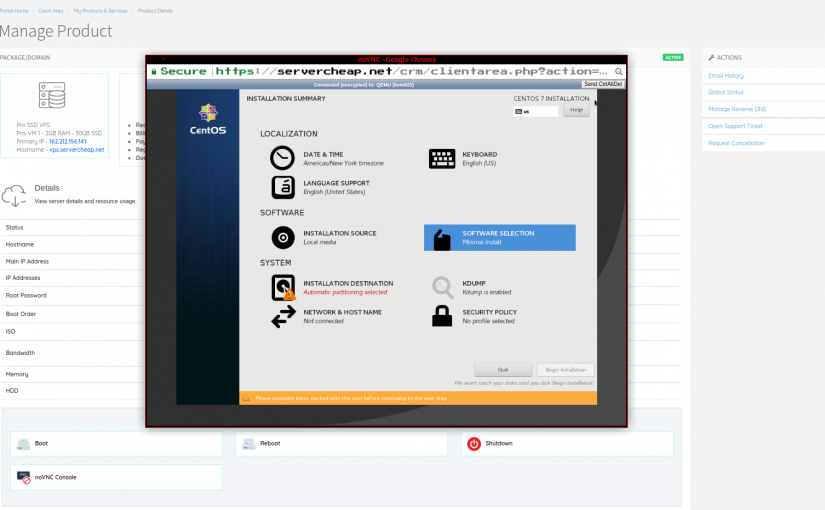 Portal Home / Client Area / My Products & Services / Product Details
Manage Product
PACKAGE/DOMAIN
ACTIVE
ACTIONS
Email History
Global Status
Manage Reverse DNS
Open Support Ticket
Request Cancellation
Pro SSD VPS
Pro-VM 1 - 2GB RAM - 30GB SSD
Primary IP - 162.212.156.141
Hostname - vps.servercheap.net
Details
View server details and resource usage.
Status
Hostname
Main IP Address
IP Addresses
Root Password
Boot Order
ISO
Bandwidth
Memory
HDD
Boot
Reboot
Shutdown
noVNC Console
noVNC - Google Chrome
Secure | https://servercheap.net/crm/clientarea.php?action=...
Connected (encrypted) to: QEMU
Send CtrlAltDel
CentOS
INSTALLATION SUMMARY
CENTOS 7 INSTALLATION
us
Help!
LOCALIZATION
DATE & TIME
Americas/New York timezone
KEYBOARD
English (US)
LANGUAGE SUPPORT
English (United States)
SOFTWARE
INSTALLATION SOURCE
Local media
SOFTWARE SELECTION
Minimal Install
SYSTEM
INSTALLATION DESTINATION
Automatic partitioning selected
KDUMP
Kdump is enabled
NETWORK & HOST NAME
Not connected
SECURITY POLICY
No profile selected
Quit
Begin Installation
We won't touch your disks until you click 'Begin Installation'.
Please complete items marked with this icon before continuing to the next step.